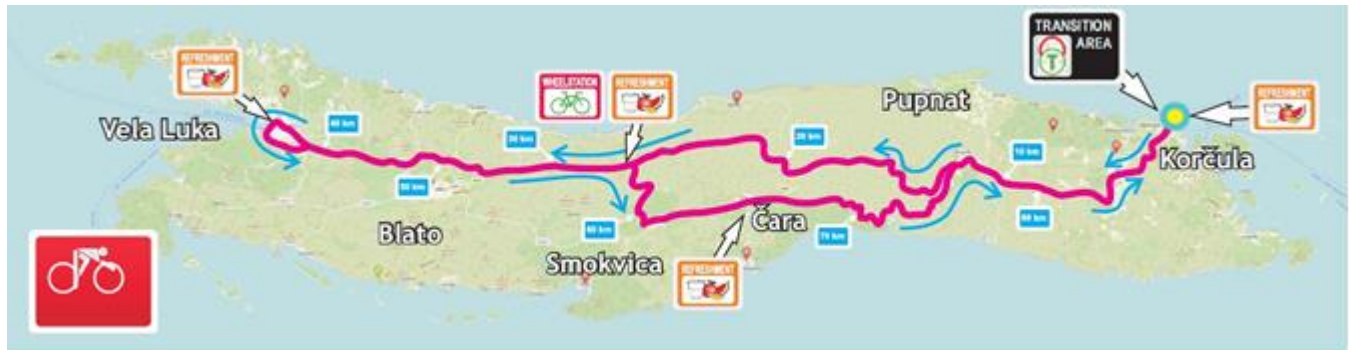 TRANSITION
AREA
T
REFRESHMENT
WHEELSTATION
REFRESHMENT
Pupnat
REFRESHMENT
Vela Luka
40 km
30 km
20 km
10 km
Korčula
50 km
60 km
70 km
80 km
Blato
Čara
Smokvica
REFRESHMENT